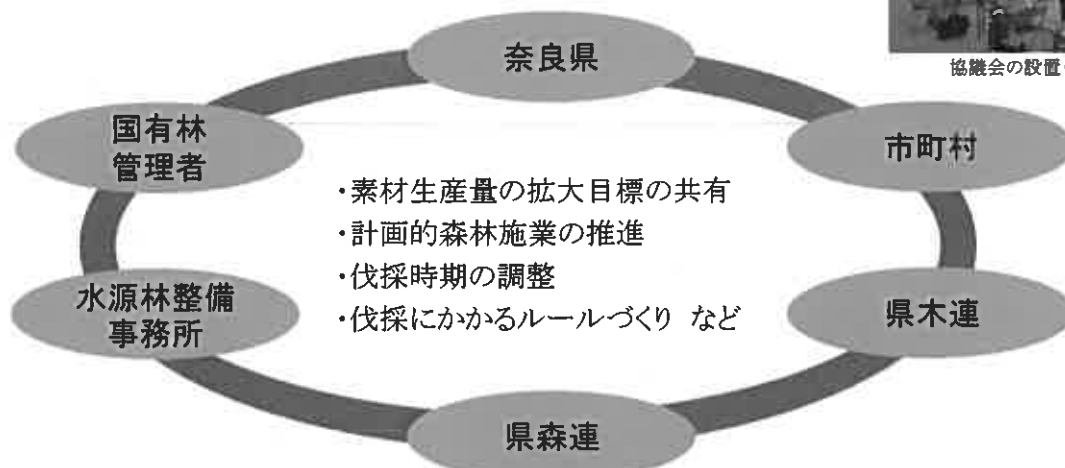 奈良県
協議会の設置
国有林
管理者
市町村
・素材生産量の拡大目標の共有
・計画的森林施業の推進
・伐採時期の調整
・伐採にかかるルールづくり など
水源林整備
事務所
県木連
県森連